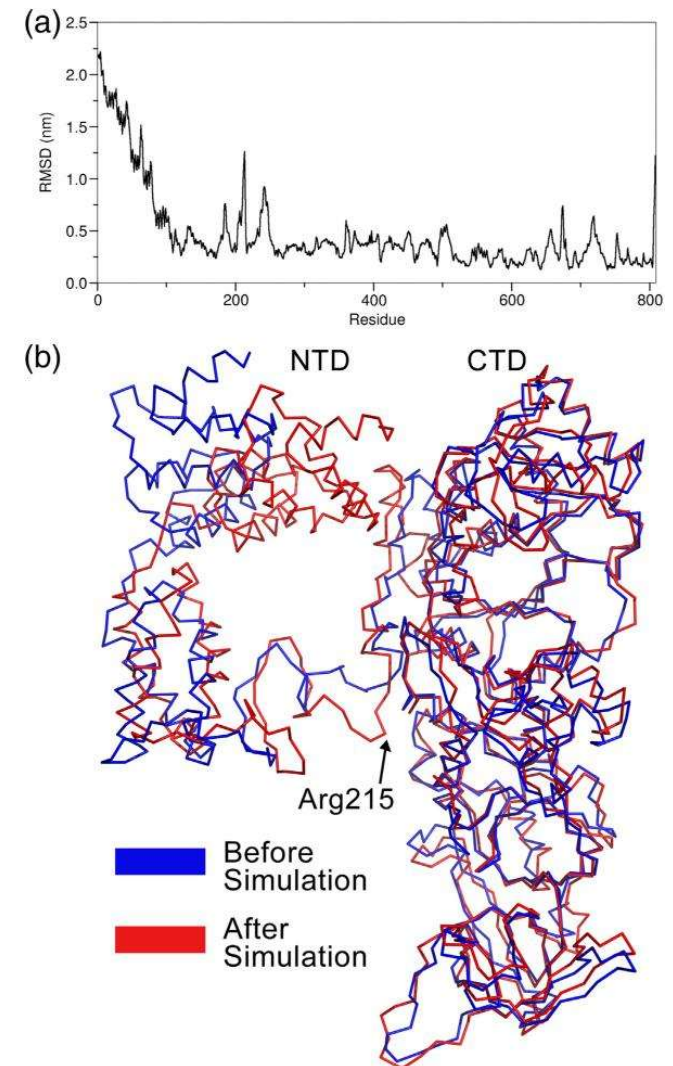 (a)
2.5
2.0
1.5
1.0
0.5
0.0
RMSD (nm)
0 200 400 600 800
Residue
(b)
NTD CTD
Arg215
Before
Simulation
After
Simulation